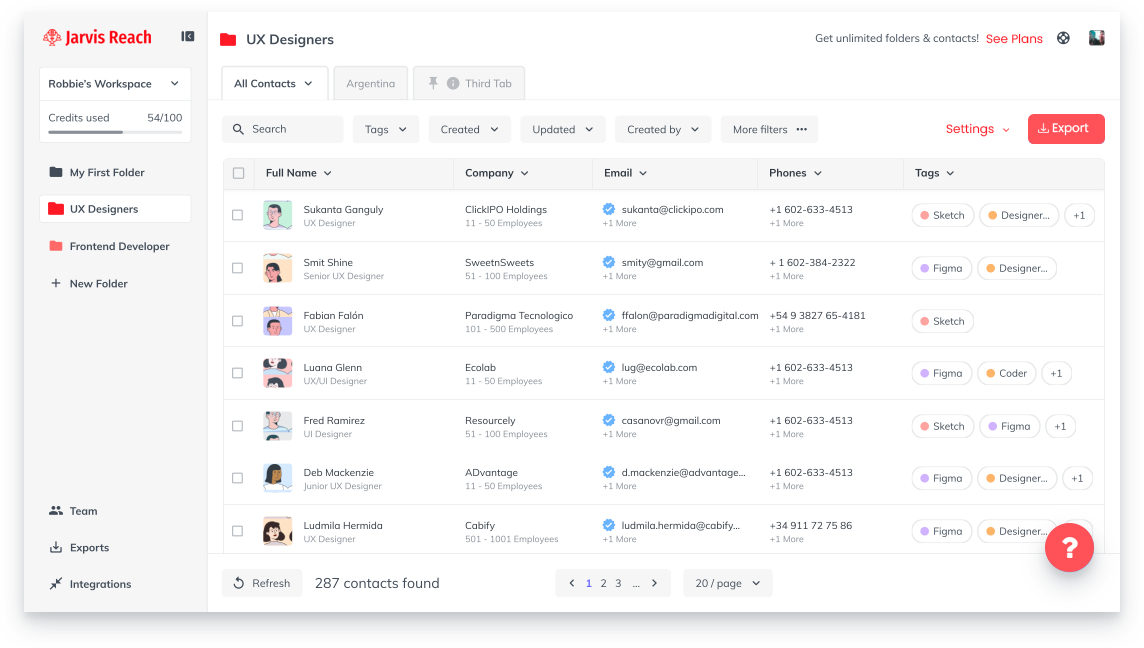 Jarvis Reach
UX Designers
Get unlimited folders & contacts! See Plans
Robbie's Workspace
Credits used 54/100
My First Folder
UX Designers
Frontend Developer
New Folder
Team
Exports
Integrations
All Contacts Argentina Third Tab
Search Tags Created Updated Created by More filters Settings Export
Full Name Company Email Phones Tags
Sukanta Ganguly ClickIPO Holdings sukanta@clickipo.com +1 602-633-4513 Sketch Designer... +1
UX Designer 11 - 50 Employees +1 More +1 More
Smit Shine SweetnSweets smity@gmail.com + 1 602-384-2322 Figma Designer...
Senior UX Designer 51 - 100 Employees +1 More +1 More
Fabian Falón Paradigma Tecnologico ffalon@paradigmadigital.com +54 9 3827 65-4181 Sketch
UX Designer 101 - 500 Employees +1 More +1 More
Luana Glenn Ecolab lug@ecolab.com +1 602-633-4513 Figma Coder +1
UX/UI Designer 11 - 50 Employees +1 More +1 More
Fred Ramirez Resourcely casanovr@gmail.com +1 602-633-4513 Sketch Figma +1
UI Designer 51 - 100 Employees +1 More +1 More
Deb Mackenzie ADvantage d.mackenzie@advantage... +1 602-633-4513 Figma Designer... +1
Junior UX Designer 11 - 50 Employees +1 More +1 More
Ludmila Hermida Cabify ludmila.hermida@cabify... +34 911 72 75 86 Figma Designer...
UX Designer 501 - 1001 Employees +1 More +1 More
?
Refresh 287 contacts found 1 2 3 ... 20 / page